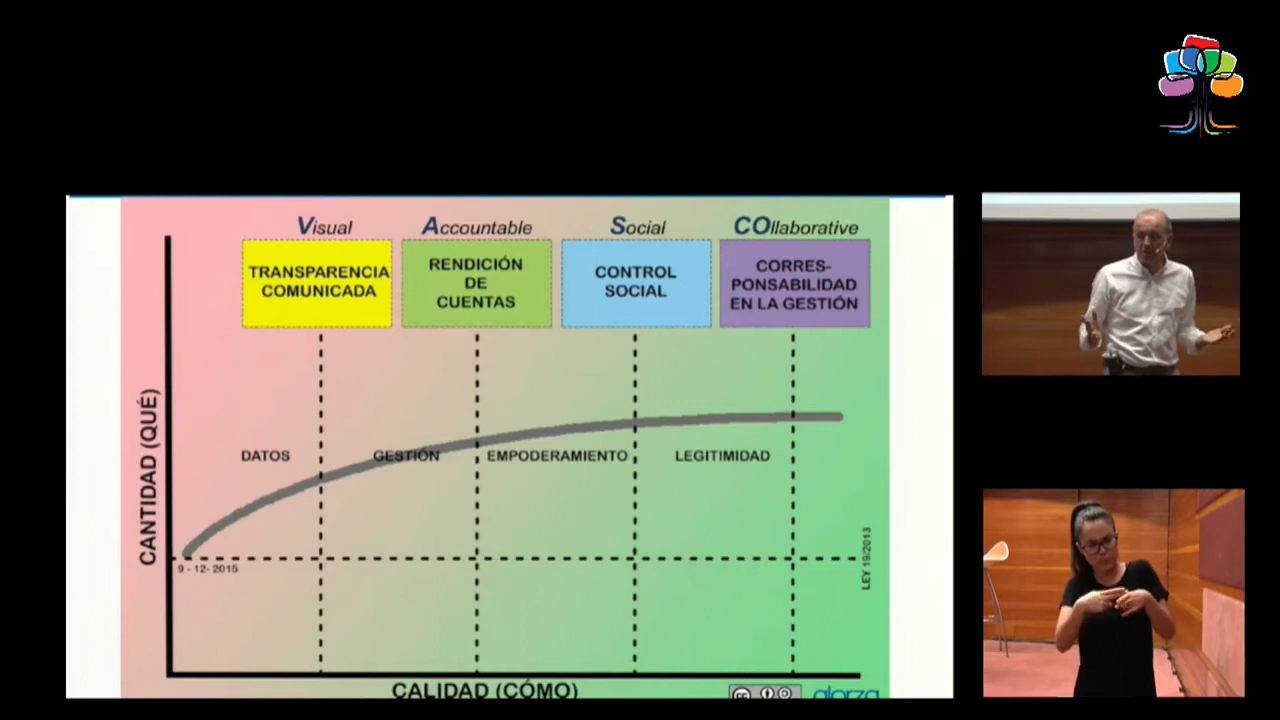 Visual
Accountable
Social
COllaborative
TRANSPARENCIA
COMUNICADA
RENDICIÓN
DE
CUENTAS
CONTROL
SOCIAL
CORRES-
PONSABILIDAD
EN LA GESTIÓN
CANTIDAD (QUÉ)
DATOS
GESTIÓN
EMPODERAMIENTO
LEGITIMIDAD
9 - 12- 2015
LEY 19/2013
CALIDAD (CÓMO)
cc
alorza